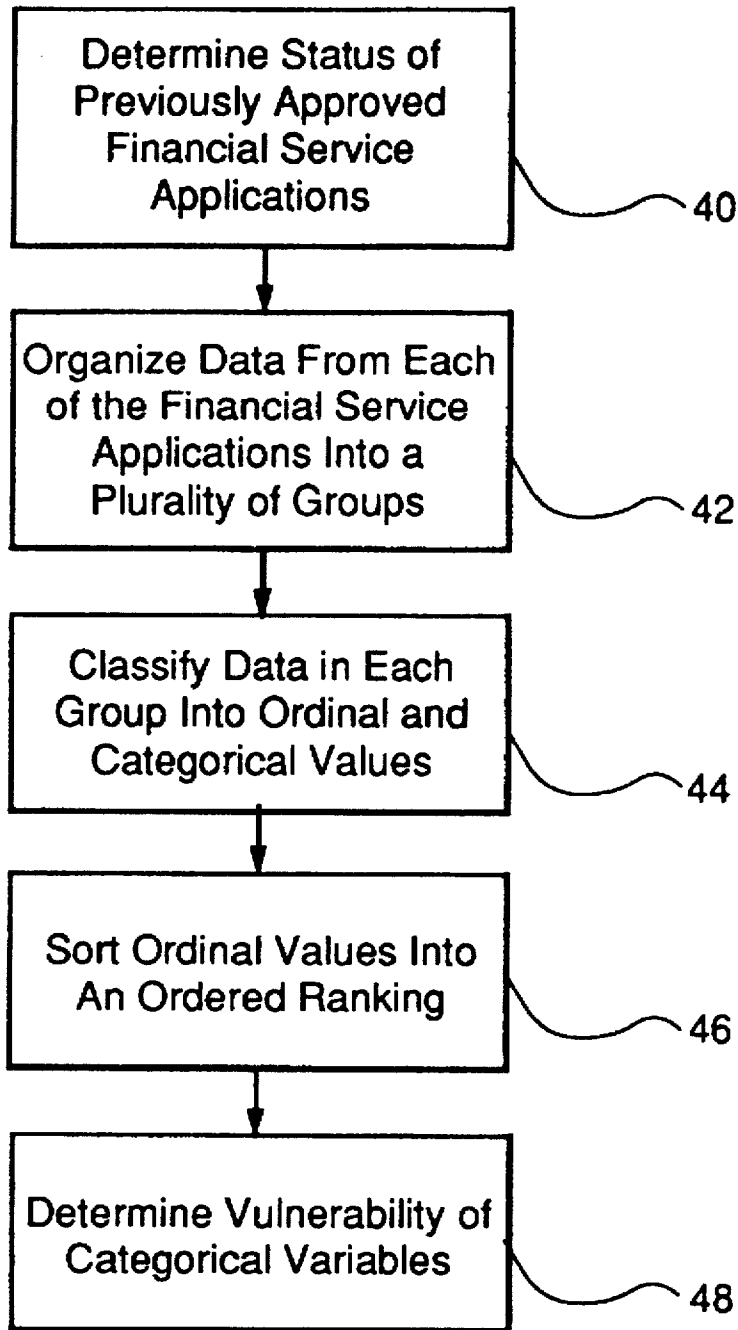 Determine Status of
Previously Approved
Financial Service
Applications
40
Organize Data From Each
of the Financial Service
Applications Into a
Plurality of Groups
42
Classify Data in Each
Group Into Ordinal and
Categorical Values
44
Sort Ordinal Values Into
An Ordered Ranking
46
Determine Vulnerability of
Categorical Variables
48